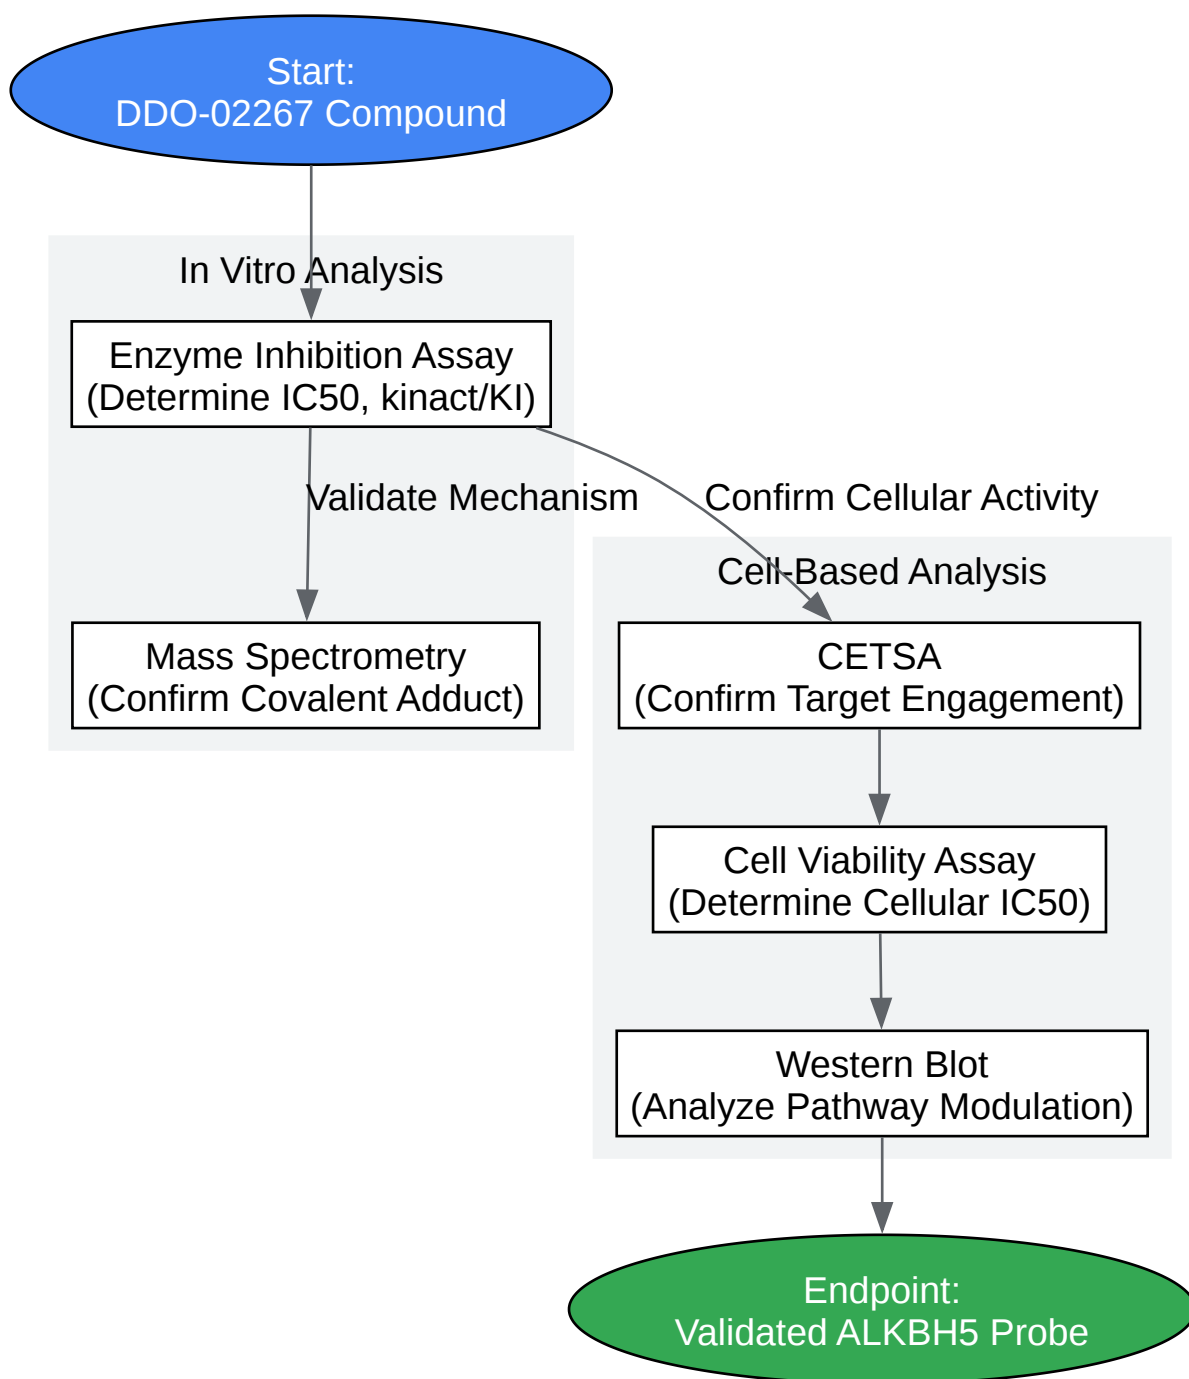 Start:
DDO-02267 Compound
In Vitro Analysis
Enzyme Inhibition Assay
(Determine IC50, kinact/KI)
Validate Mechanism
Confirm Cellular Activity
Mass Spectrometry
(Confirm Covalent Adduct)
Cell-Based Analysis
CETSA
(Confirm Target Engagement)
Cell Viability Assay
(Determine Cellular IC50)
Western Blot
(Analyze Pathway Modulation)
Endpoint:
Validated ALKBH5 Probe